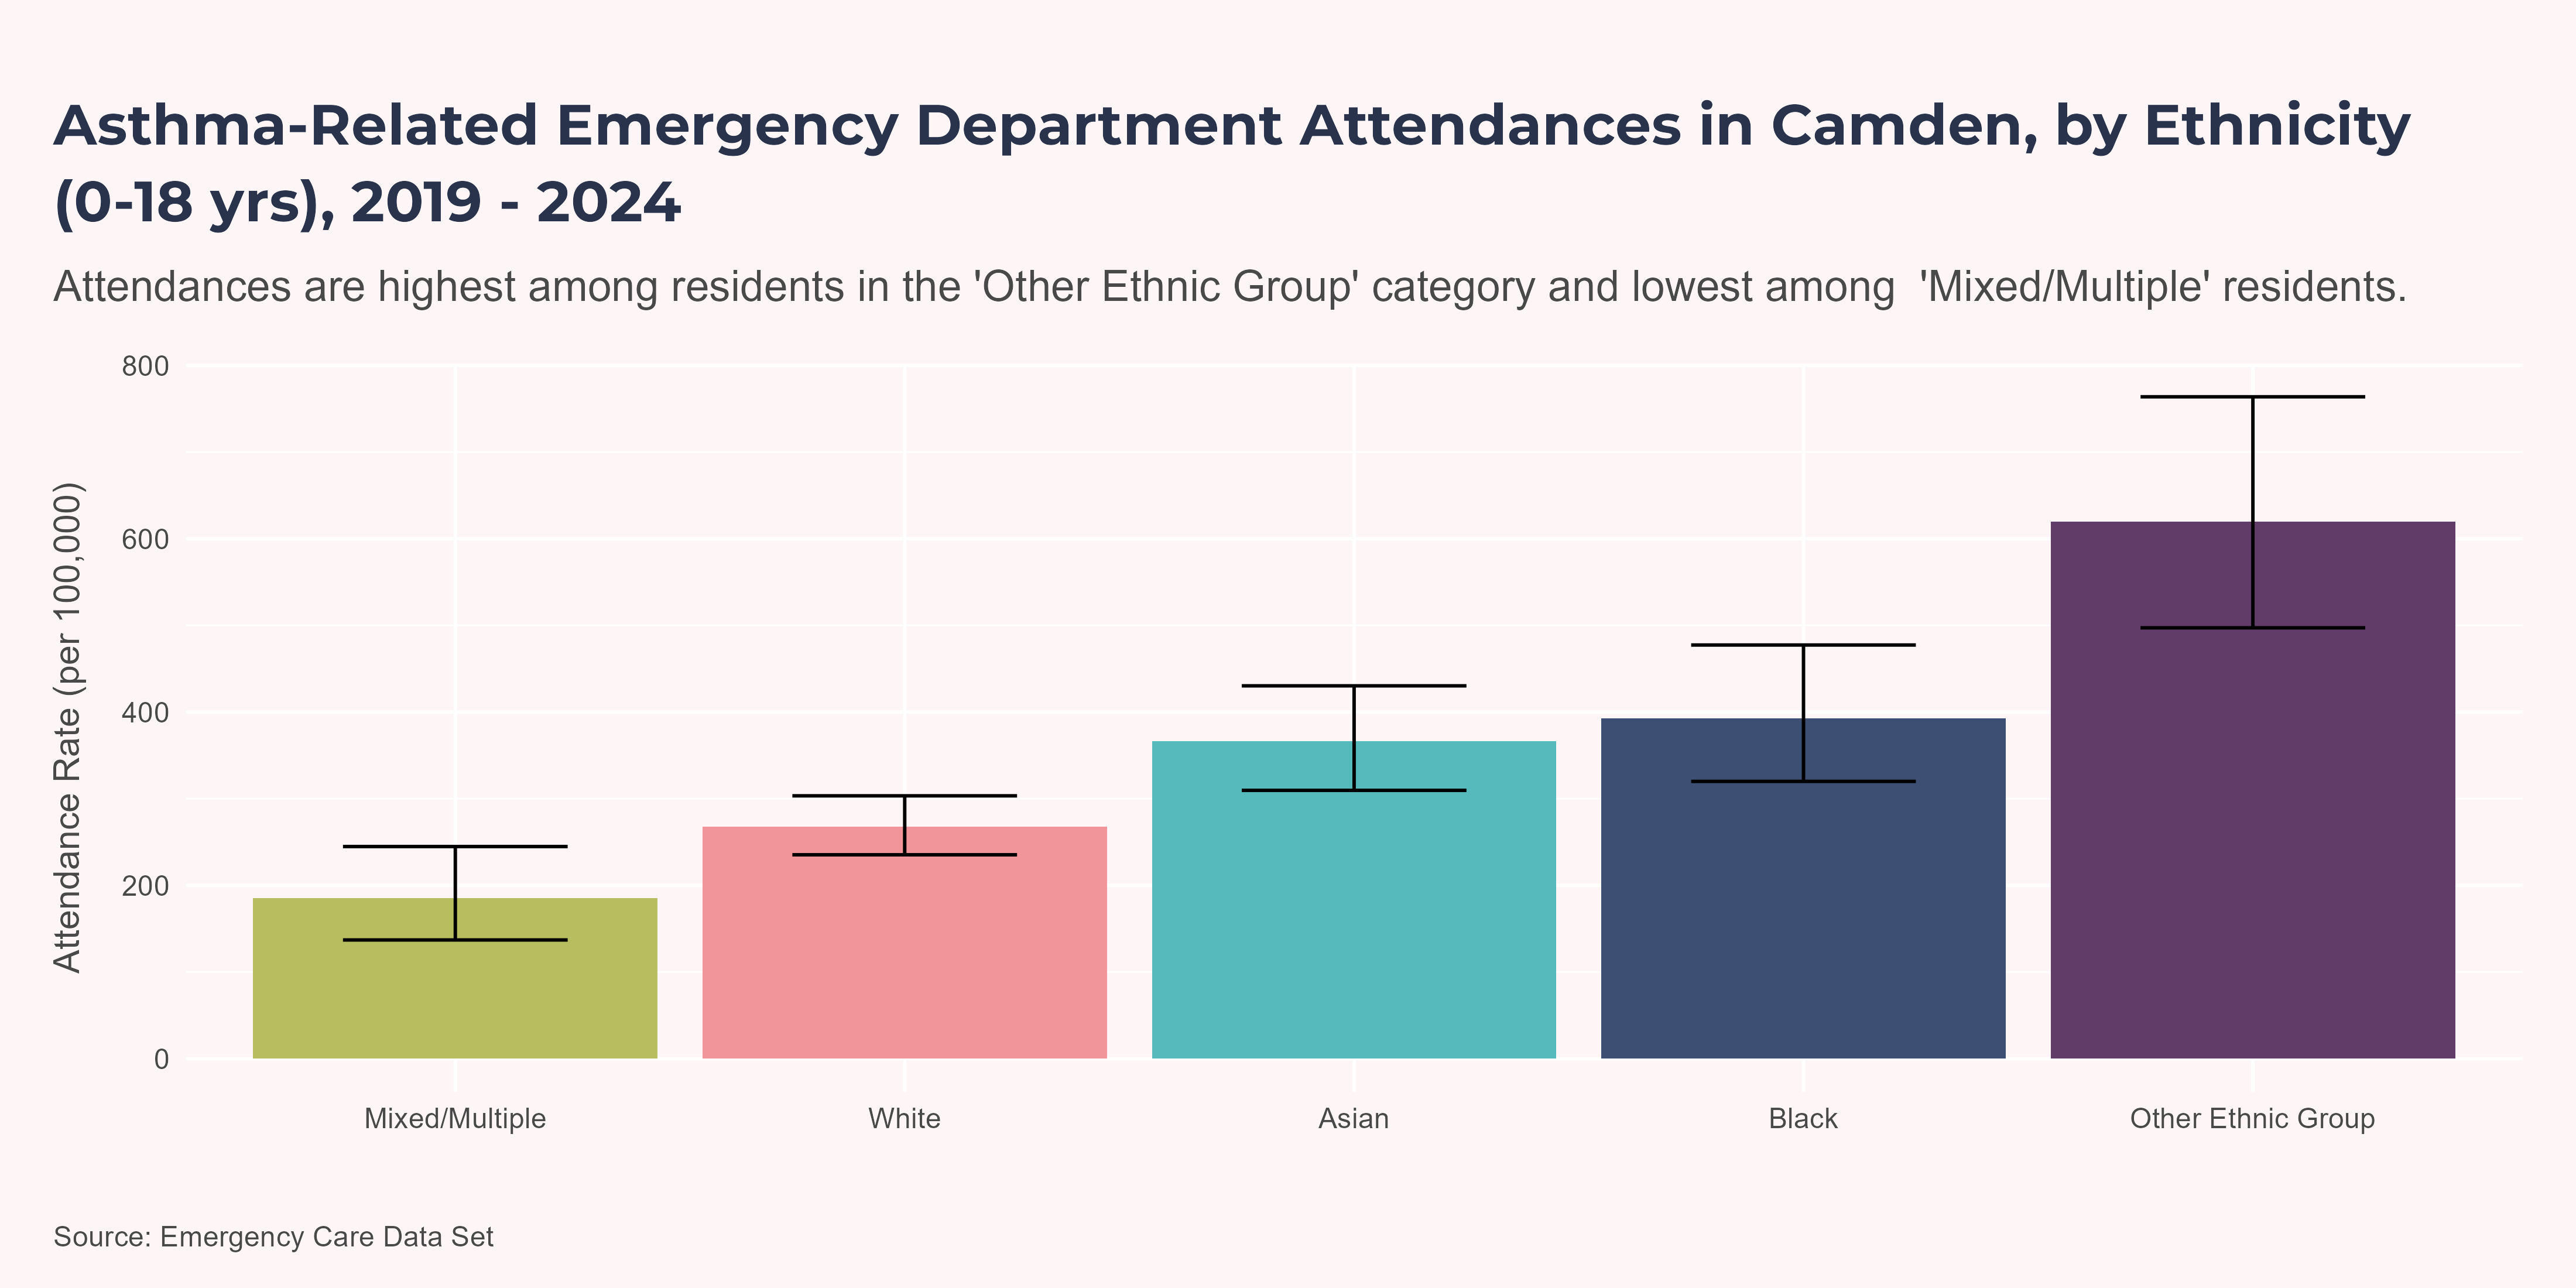 Asthma-Related Emergency Department Attendances in Camden, by Ethnicity
(0-18 yrs), 2019 - 2024
Attendances are highest among residents in the 'Other Ethnic Group' category and lowest among  'Mixed/Multiple' residents.
Attendance Rate (per 100,000)
800
600
400
200
0
Mixed/Multiple White Asian Black Other Ethnic Group
Source: Emergency Care Data Set